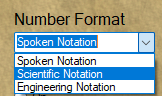 Number Format
Spoken Notation
Spoken Notation
Scientific Notation
Engineering Notation